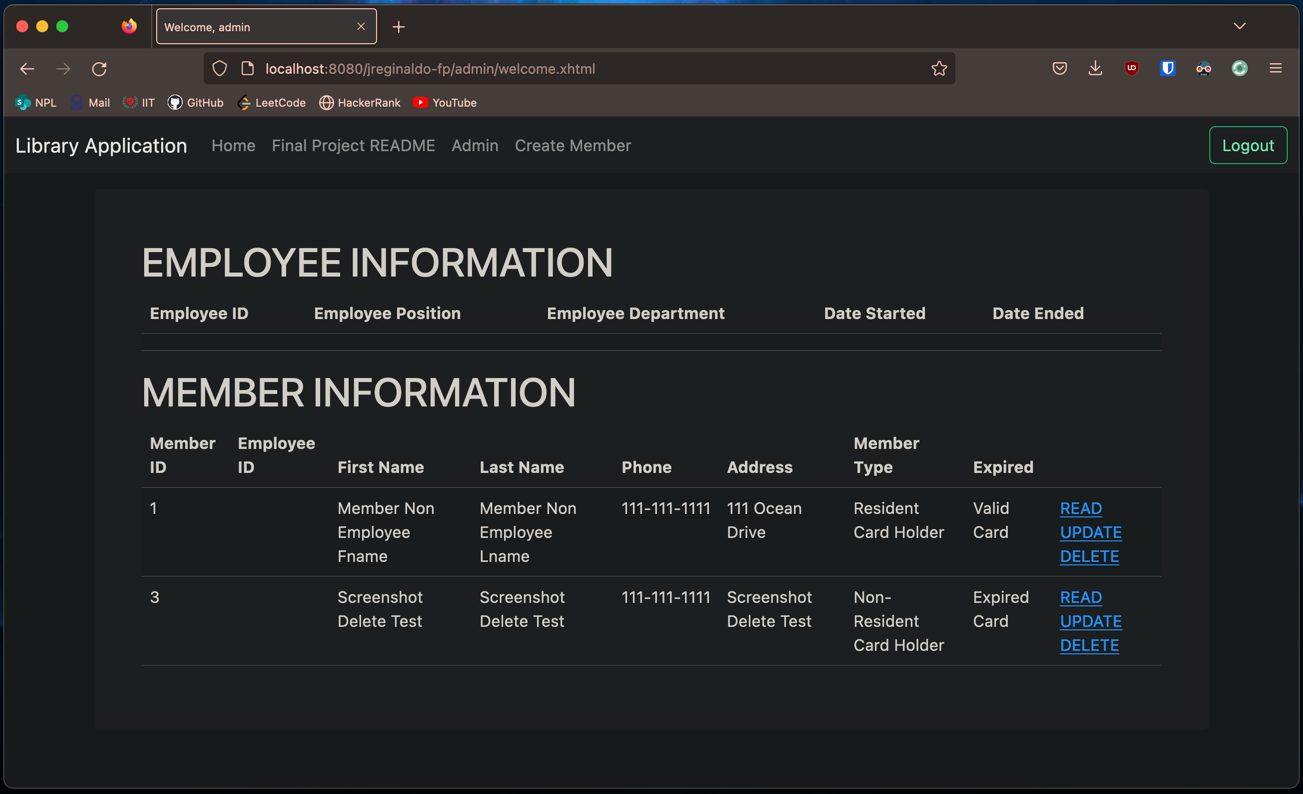 Welcome, admin
localhost:8080/jreginaldo-fp/admin/welcome.xhtml
NPL Mail IIT GitHub LeetCode HackerRank YouTube
Library Application Home Final Project README Admin Create Member Logout
EMPLOYEE INFORMATION
Employee ID Employee Position Employee Department Date Started Date Ended
MEMBER INFORMATION
Member Employee Member
ID ID First Name Last Name Phone Address Type Expired
1 Member Non Member Non 111-111-1111 111 Ocean Resident Valid READ
Employee Employee Drive Card Holder Card UPDATE
Fname Lname DELETE
3 Screenshot Screenshot 111-111-1111 Screenshot Non- Expired READ
Delete Test Delete Test Delete Test Resident Card UPDATE
Card Holder DELETE